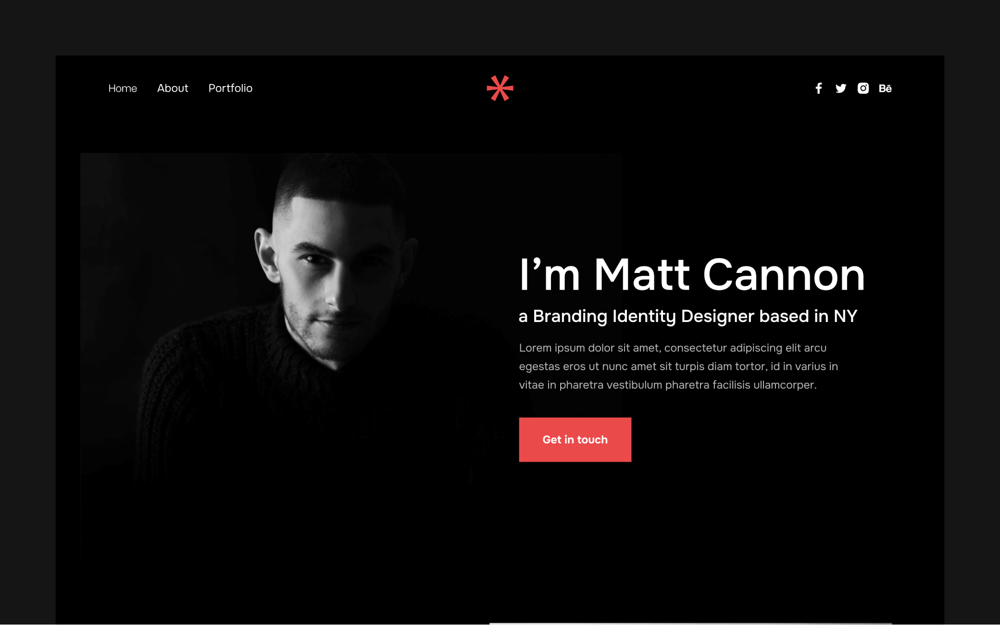 Home About Portfolio
Bē
I’m Matt Cannon
a Branding Identity Designer based in NY
Lorem ipsum dolor sit amet, consectetur adipiscing elit arcu
egestas eros ut nunc amet sit turpis diam tortor, id in varius in
vitae in pharetra vestibulum pharetra facilisis ullamcorper.
Get in touch